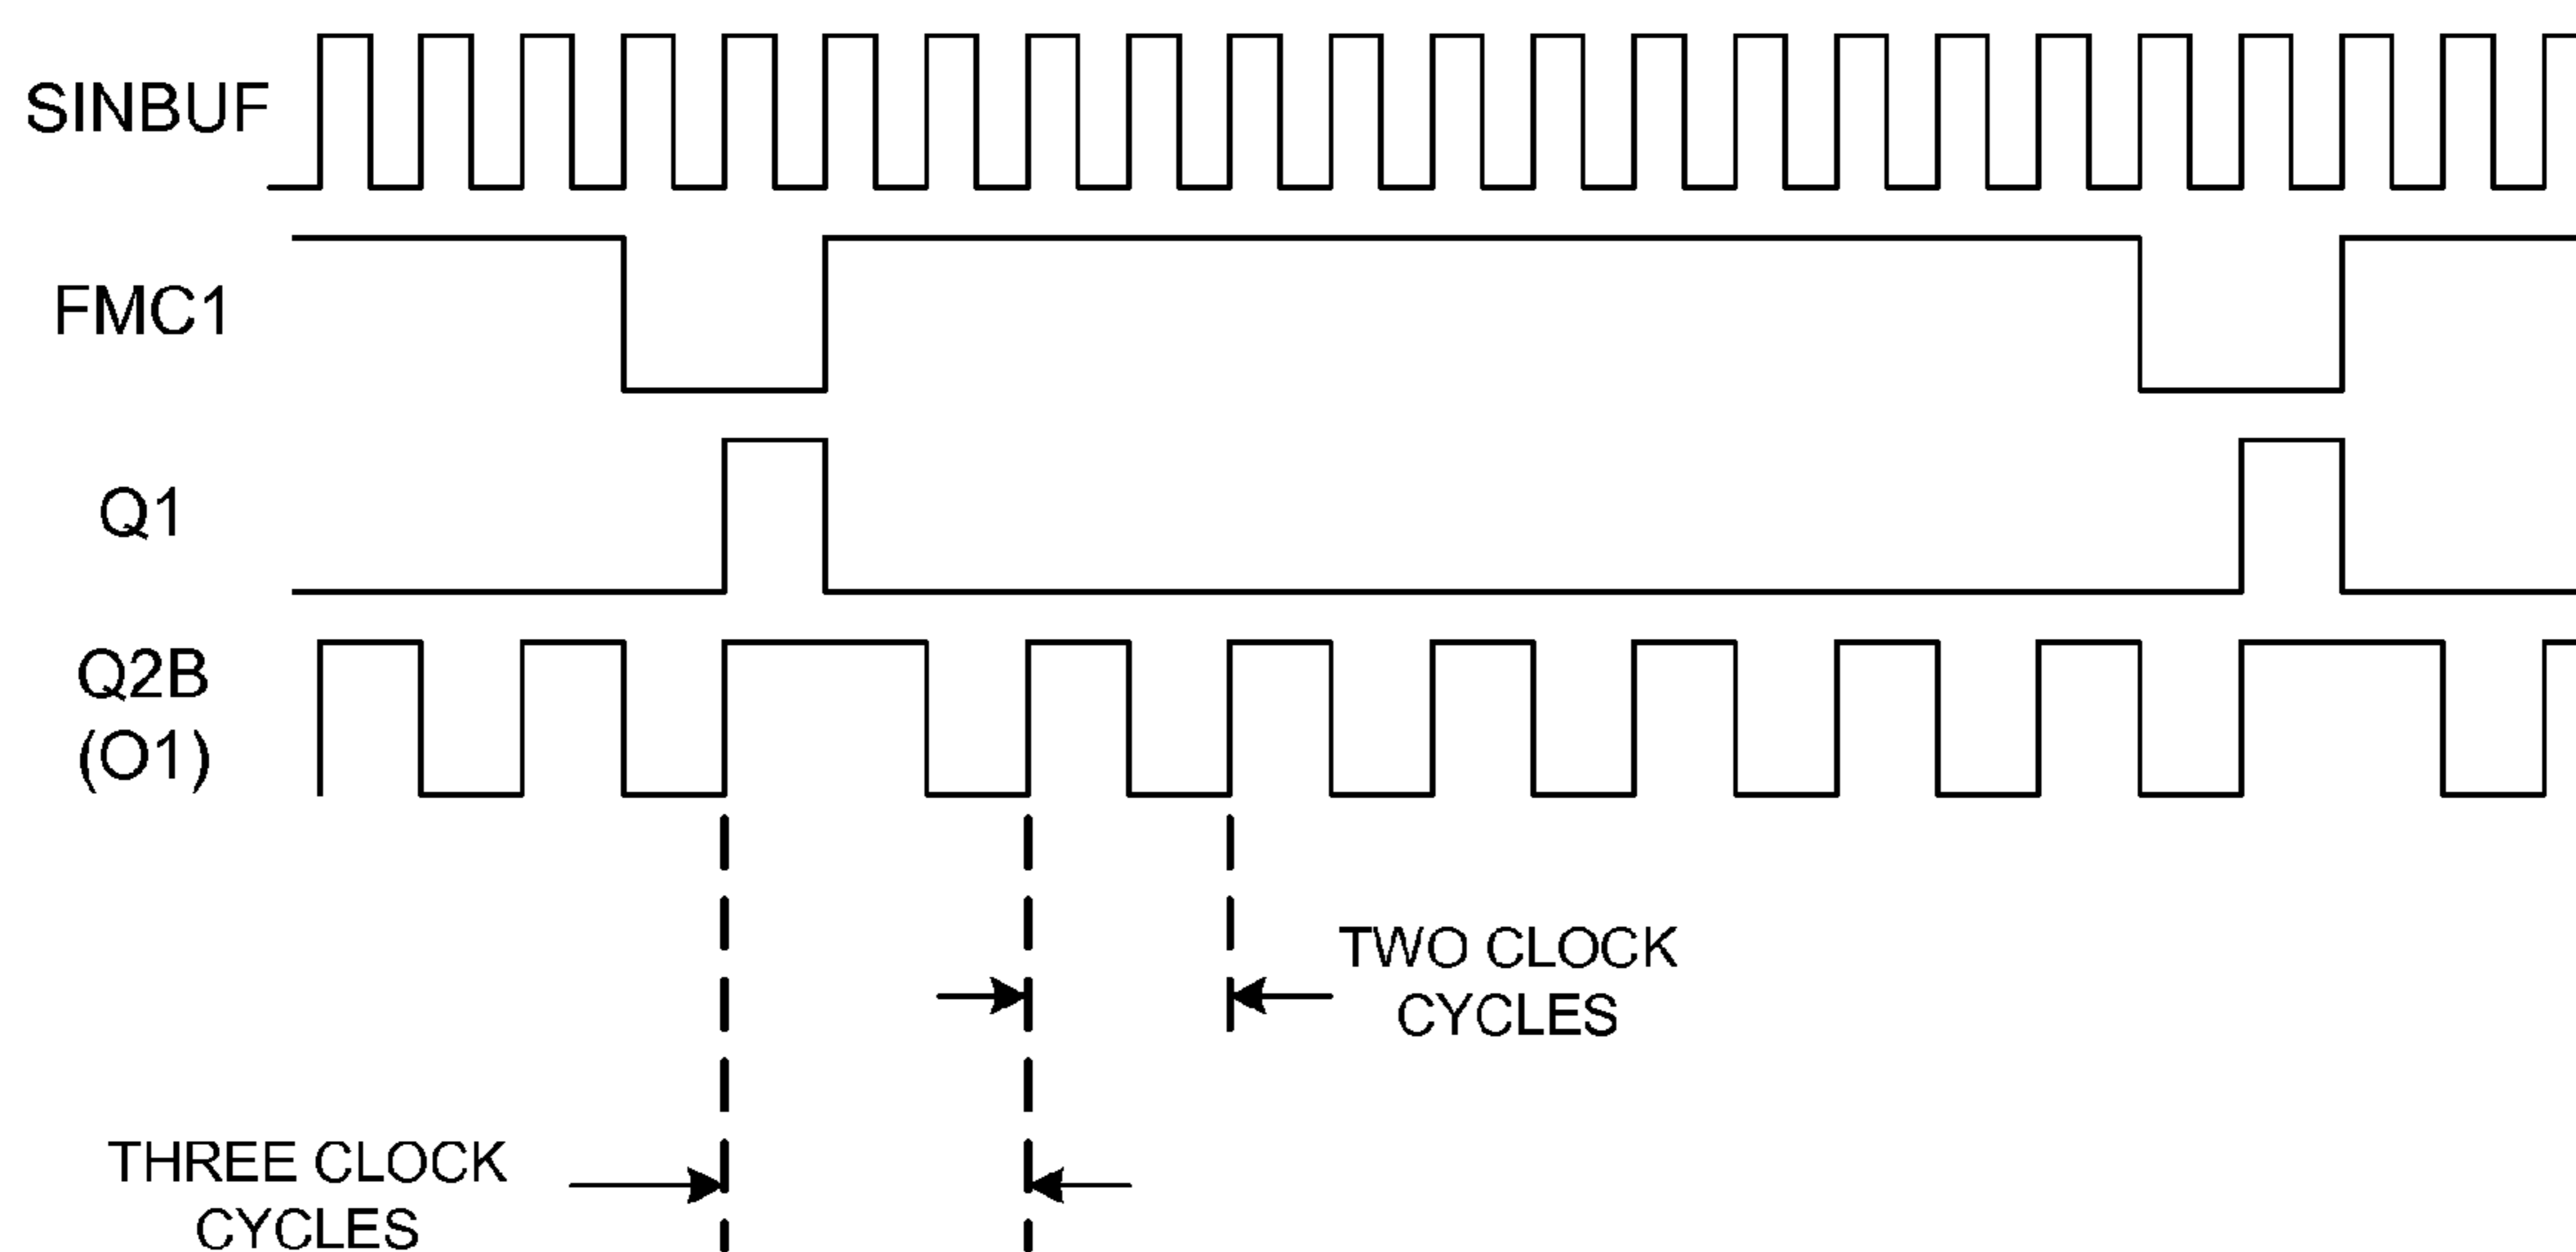 SINBUF
FMC1
Q1
Q2B
(O1)
TWO CLOCK
CYCLES
THREE CLOCK
CYCLES